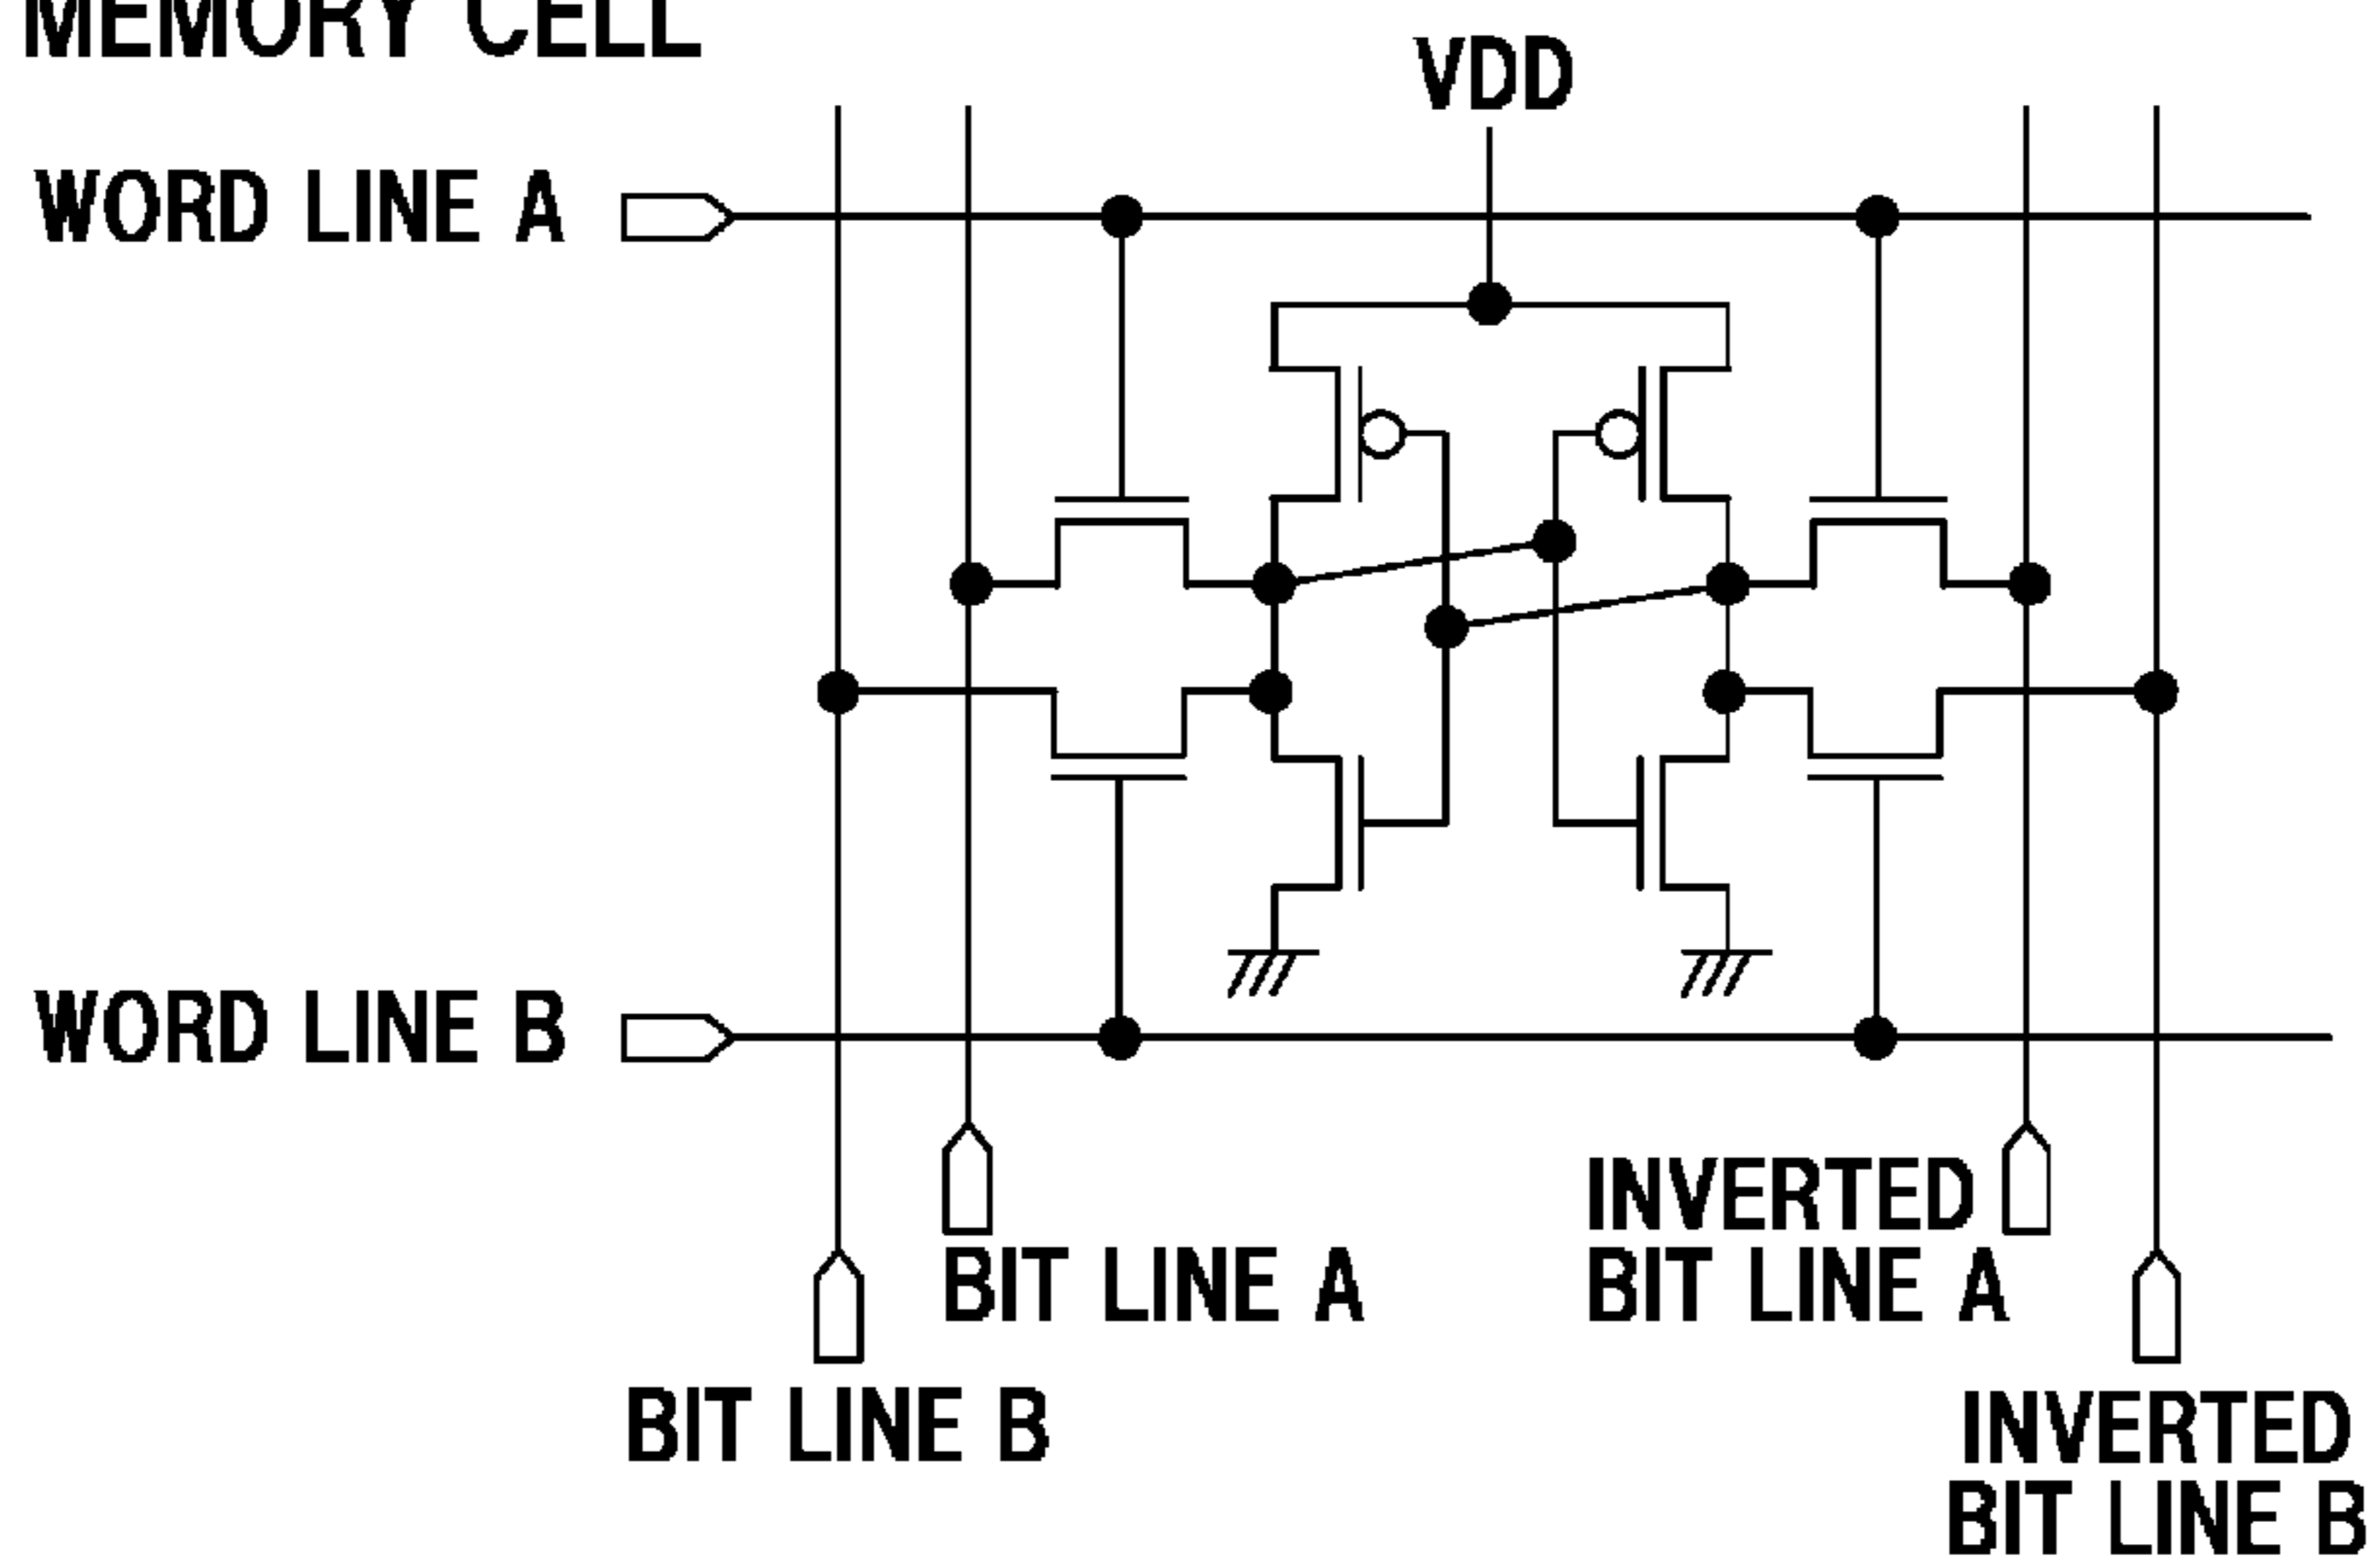 MEMORY CELL
VDD
WORD LINE A
WORD LINE B
INVERTED
BIT LINE A
BIT LINE A
BIT LINE B
INVERTED
BIT LINE B